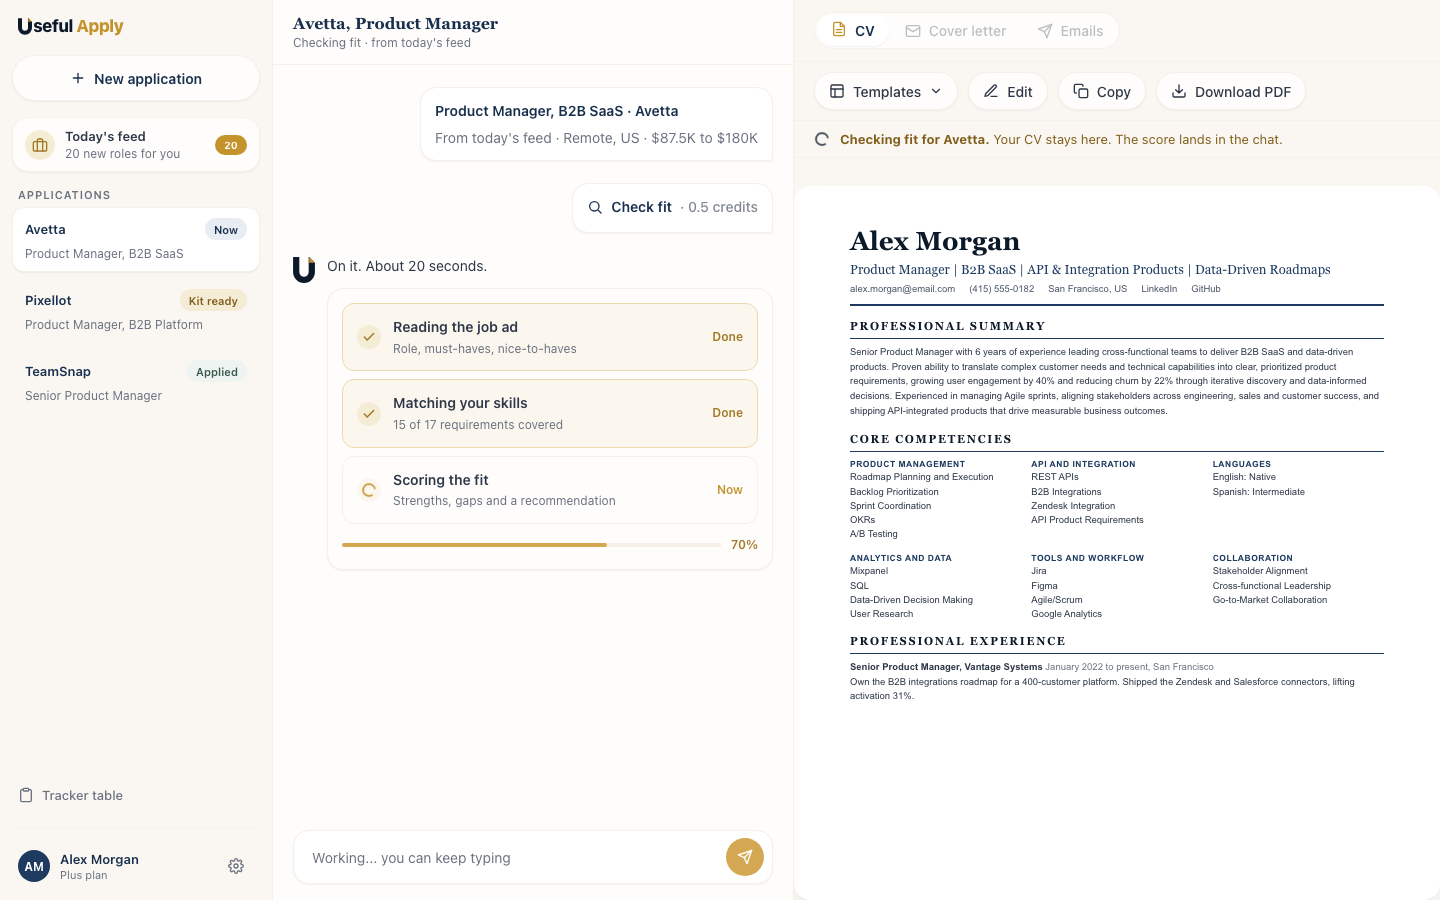 Useful Apply
New application
Today's feed
20 new roles for you
20
APPLICATIONS
Avetta
Now
Product Manager, B2B SaaS
Pixellot
Kit ready
Product Manager, B2B Platform
TeamSnap
Applied
Senior Product Manager
Tracker table
AM
Alex Morgan
Plus plan
Avetta, Product Manager
Checking fit · from today's feed
Product Manager, B2B SaaS · Avetta
From today's feed · Remote, US · $87.5K to $180K
Check fit · 0.5 credits
On it. About 20 seconds.
Reading the job ad
Role, must-haves, nice-to-haves
Done
Matching your skills
15 of 17 requirements covered
Done
Scoring the fit
Strengths, gaps and a recommendation
Now
70%
Working... you can keep typing
CV
Cover letter
Emails
Templates
Edit
Copy
Download PDF
Checking fit for Avetta. Your CV stays here. The score lands in the chat.
Alex Morgan
Product Manager | B2B SaaS | API & Integration Products | Data-Driven Roadmaps
alex.morgan@email.com (415) 555-0182 San Francisco, US LinkedIn GitHub
PROFESSIONAL SUMMARY
Senior Product Manager with 6 years of experience leading cross-functional teams to deliver B2B SaaS and data-driven
products. Proven ability to translate complex customer needs and technical capabilities into clear, prioritized product
requirements, growing user engagement by 40% and reducing churn by 22% through iterative discovery and data-informed
decisions. Experienced in managing Agile sprints, aligning stakeholders across engineering, sales and customer success, and
shipping API-integrated products that drive measurable business outcomes.
CORE COMPETENCIES
PRODUCT MANAGEMENT
Roadmap Planning and Execution
Backlog Prioritization
Sprint Coordination
OKRs
A/B Testing
API AND INTEGRATION
REST APIs
B2B Integrations
Zendesk Integration
API Product Requirements
LANGUAGES
English: Native
Spanish: Intermediate
ANALYTICS AND DATA
Mixpanel
SQL
Data-Driven Decision Making
User Research
TOOLS AND WORKFLOW
Jira
Figma
Agile/Scrum
Google Analytics
COLLABORATION
Stakeholder Alignment
Cross-functional Leadership
Go-to-Market Collaboration
PROFESSIONAL EXPERIENCE
Senior Product Manager, Vantage Systems January 2022 to present, San Francisco
Own the B2B integrations roadmap for a 400-customer platform. Shipped the Zendesk and Salesforce connectors, lifting
activation 31%.